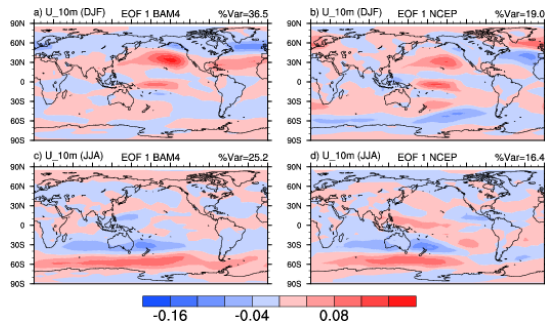 a) U_10m (DJF) EOF 1 BAM4 %Var=36.5
90N
60N
30N
0
30S
60S
90S
b) U_10m (DJF) EOF 1 NCEP %Var=19.0
90N
60N
30N
0
30S
60S
90S
c) U_10m (JJA) EOF 1 BAM4 %Var=25.2
90N
60N
30N
0
30S
60S
90S
d) U_10m (JJA) EOF 1 NCEP %Var=16.4
90N
60N
30N
0
30S
60S
90S
-0.16 -0.04 0.08